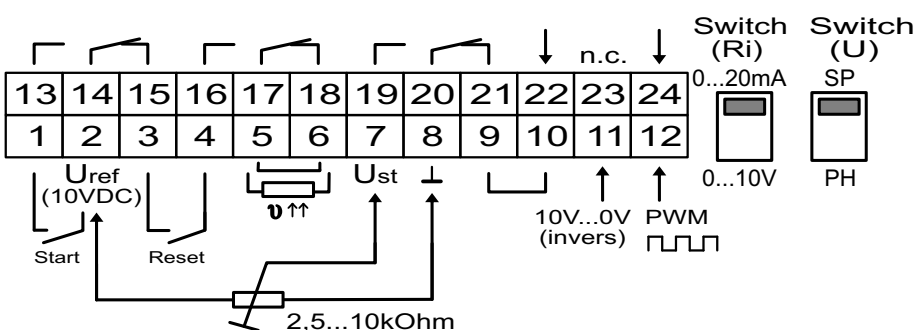 Switch (Ri)
Switch (U)
n.c.
0...20mA
SP
13 14 15 16 17 18 19 20 21 22 23 24
1 2 3 4 5 6 7 8 9 10 11 12
0...10V
PH
Uref
(10VDC)
Ust
⊥
ϑ ↑↑
10V...0V
(invers)
PWM
Start
Reset
2,5...10kOhm